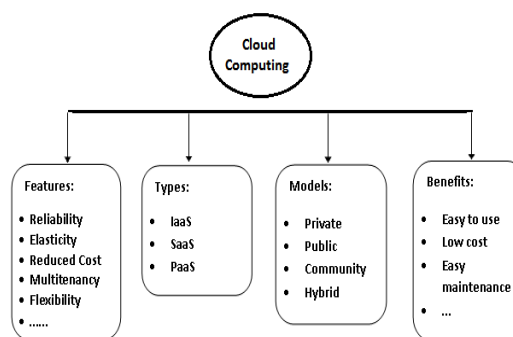 Cloud
Computing
Features:
• Reliability
• Elasticity
• Reduced Cost
• Multitenancy
• Flexibility
• ......
Types:
• IaaS
• SaaS
• PaaS
Models:
• Private
• Public
• Community
• Hybrid
Benefits:
• Easy to use
• Low cost
• Easy
maintenance
• ...